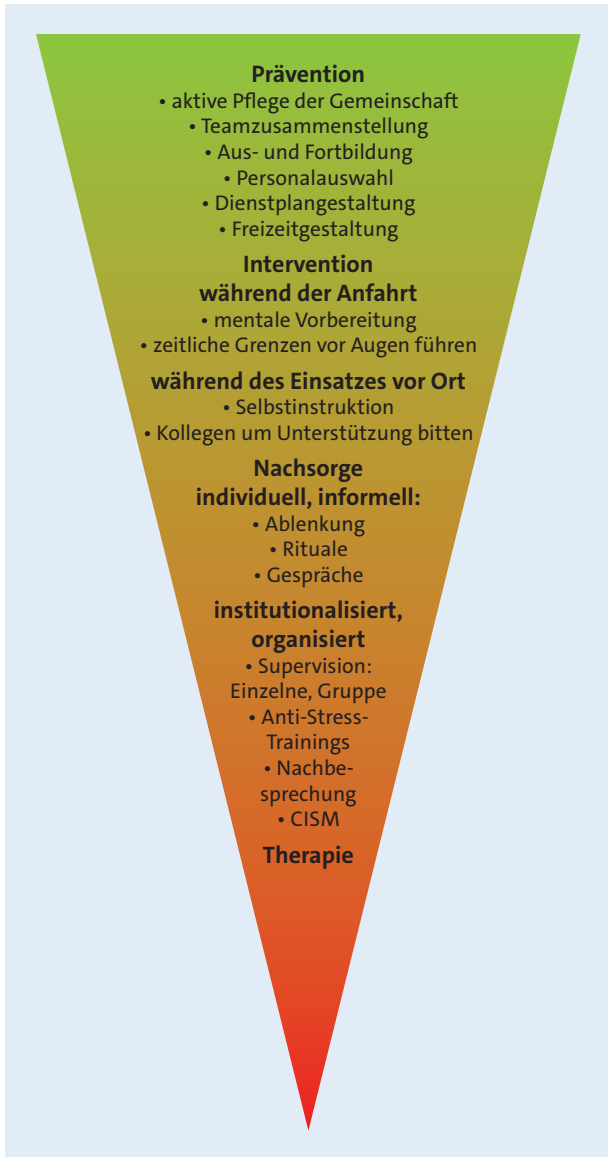 Prävention
• aktive Pflege der Gemeinschaft
• Teamzusammenstellung
• Aus- und Fortbildung
• Personalauswahl
• Dienstplangestaltung
• Freizeitgestaltung
Intervention
während der Anfahrt
• mentale Vorbereitung
• zeitliche Grenzen vor Augen führen
während des Einsatzes vor Ort
• Selbstinstruktion
• Kollegen um Unterstützung bitten
Nachsorge
individuell, informell:
• Ablenkung
• Rituale
• Gespräche
institutionalisiert,
organisiert
• Supervision:
Einzelne, Gruppe
• Anti-Stress-
Trainings
• Nachbe-
sprechung
• CISM
Therapie